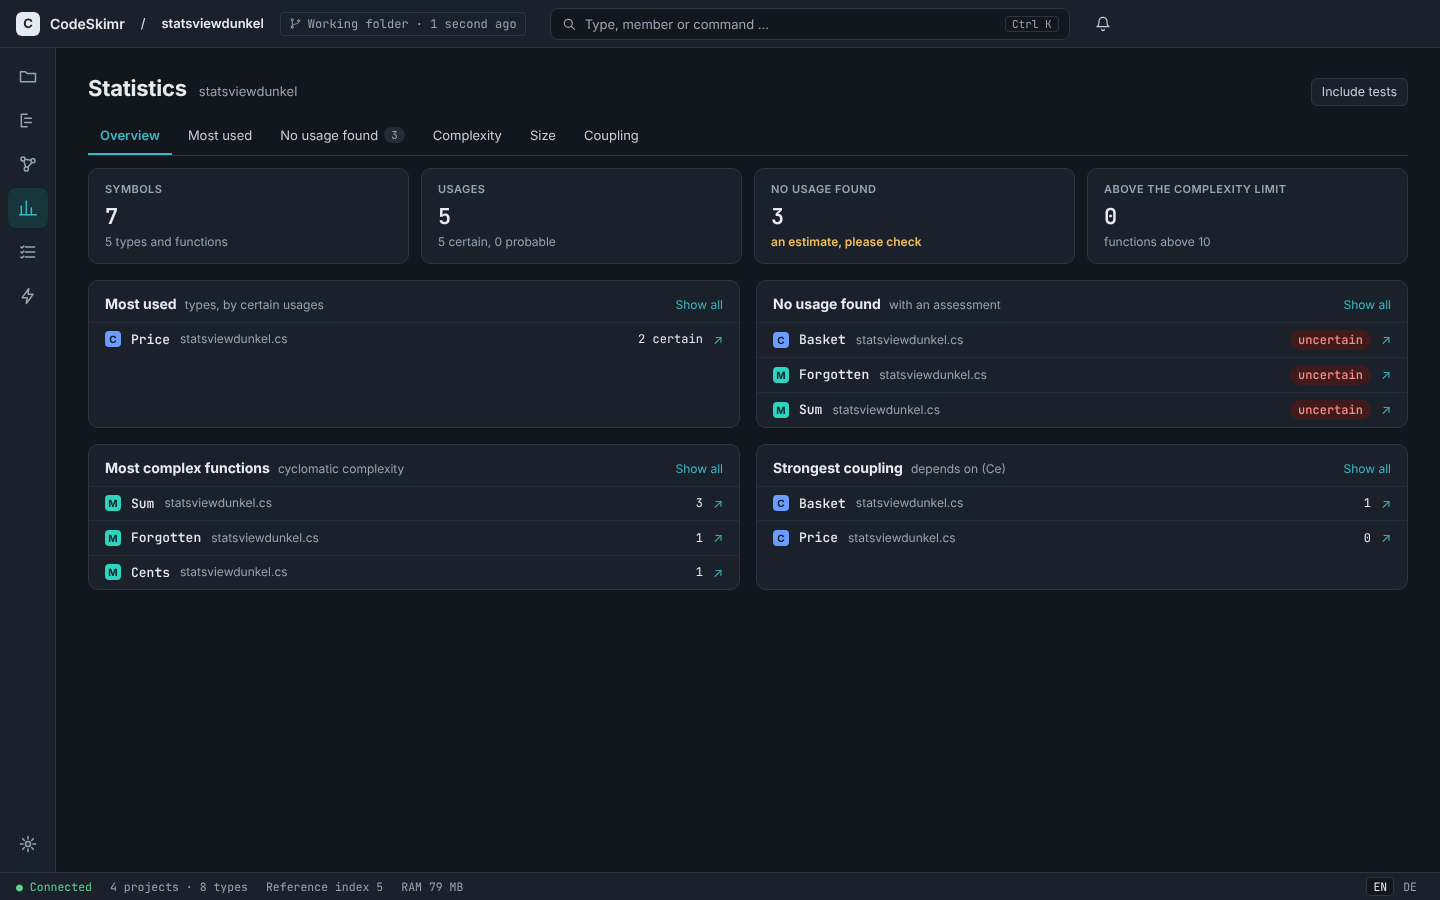 C CodeSkimr / statsviewdunkel Working folder · 1 second ago Type, member or command ... Ctrl K
Statistics statsviewdunkel Include tests
Overview Most used No usage found 3 Complexity Size Coupling
SYMBOLS
7
5 types and functions
USAGES
5
5 certain, 0 probable
NO USAGE FOUND
3
an estimate, please check
ABOVE THE COMPLEXITY LIMIT
0
functions above 10
Most used types, by certain usages Show all
C Price statsviewdunkel.cs 2 certain
No usage found with an assessment Show all
C Basket statsviewdunkel.cs uncertain
M Forgotten statsviewdunkel.cs uncertain
M Sum statsviewdunkel.cs uncertain
Most complex functions cyclomatic complexity Show all
M Sum statsviewdunkel.cs 3
M Forgotten statsviewdunkel.cs 1
M Cents statsviewdunkel.cs 1
Strongest coupling depends on (Ce) Show all
C Basket statsviewdunkel.cs 1
C Price statsviewdunkel.cs 0
Connected 4 projects · 8 types Reference index 5 RAM 79 MB EN DE